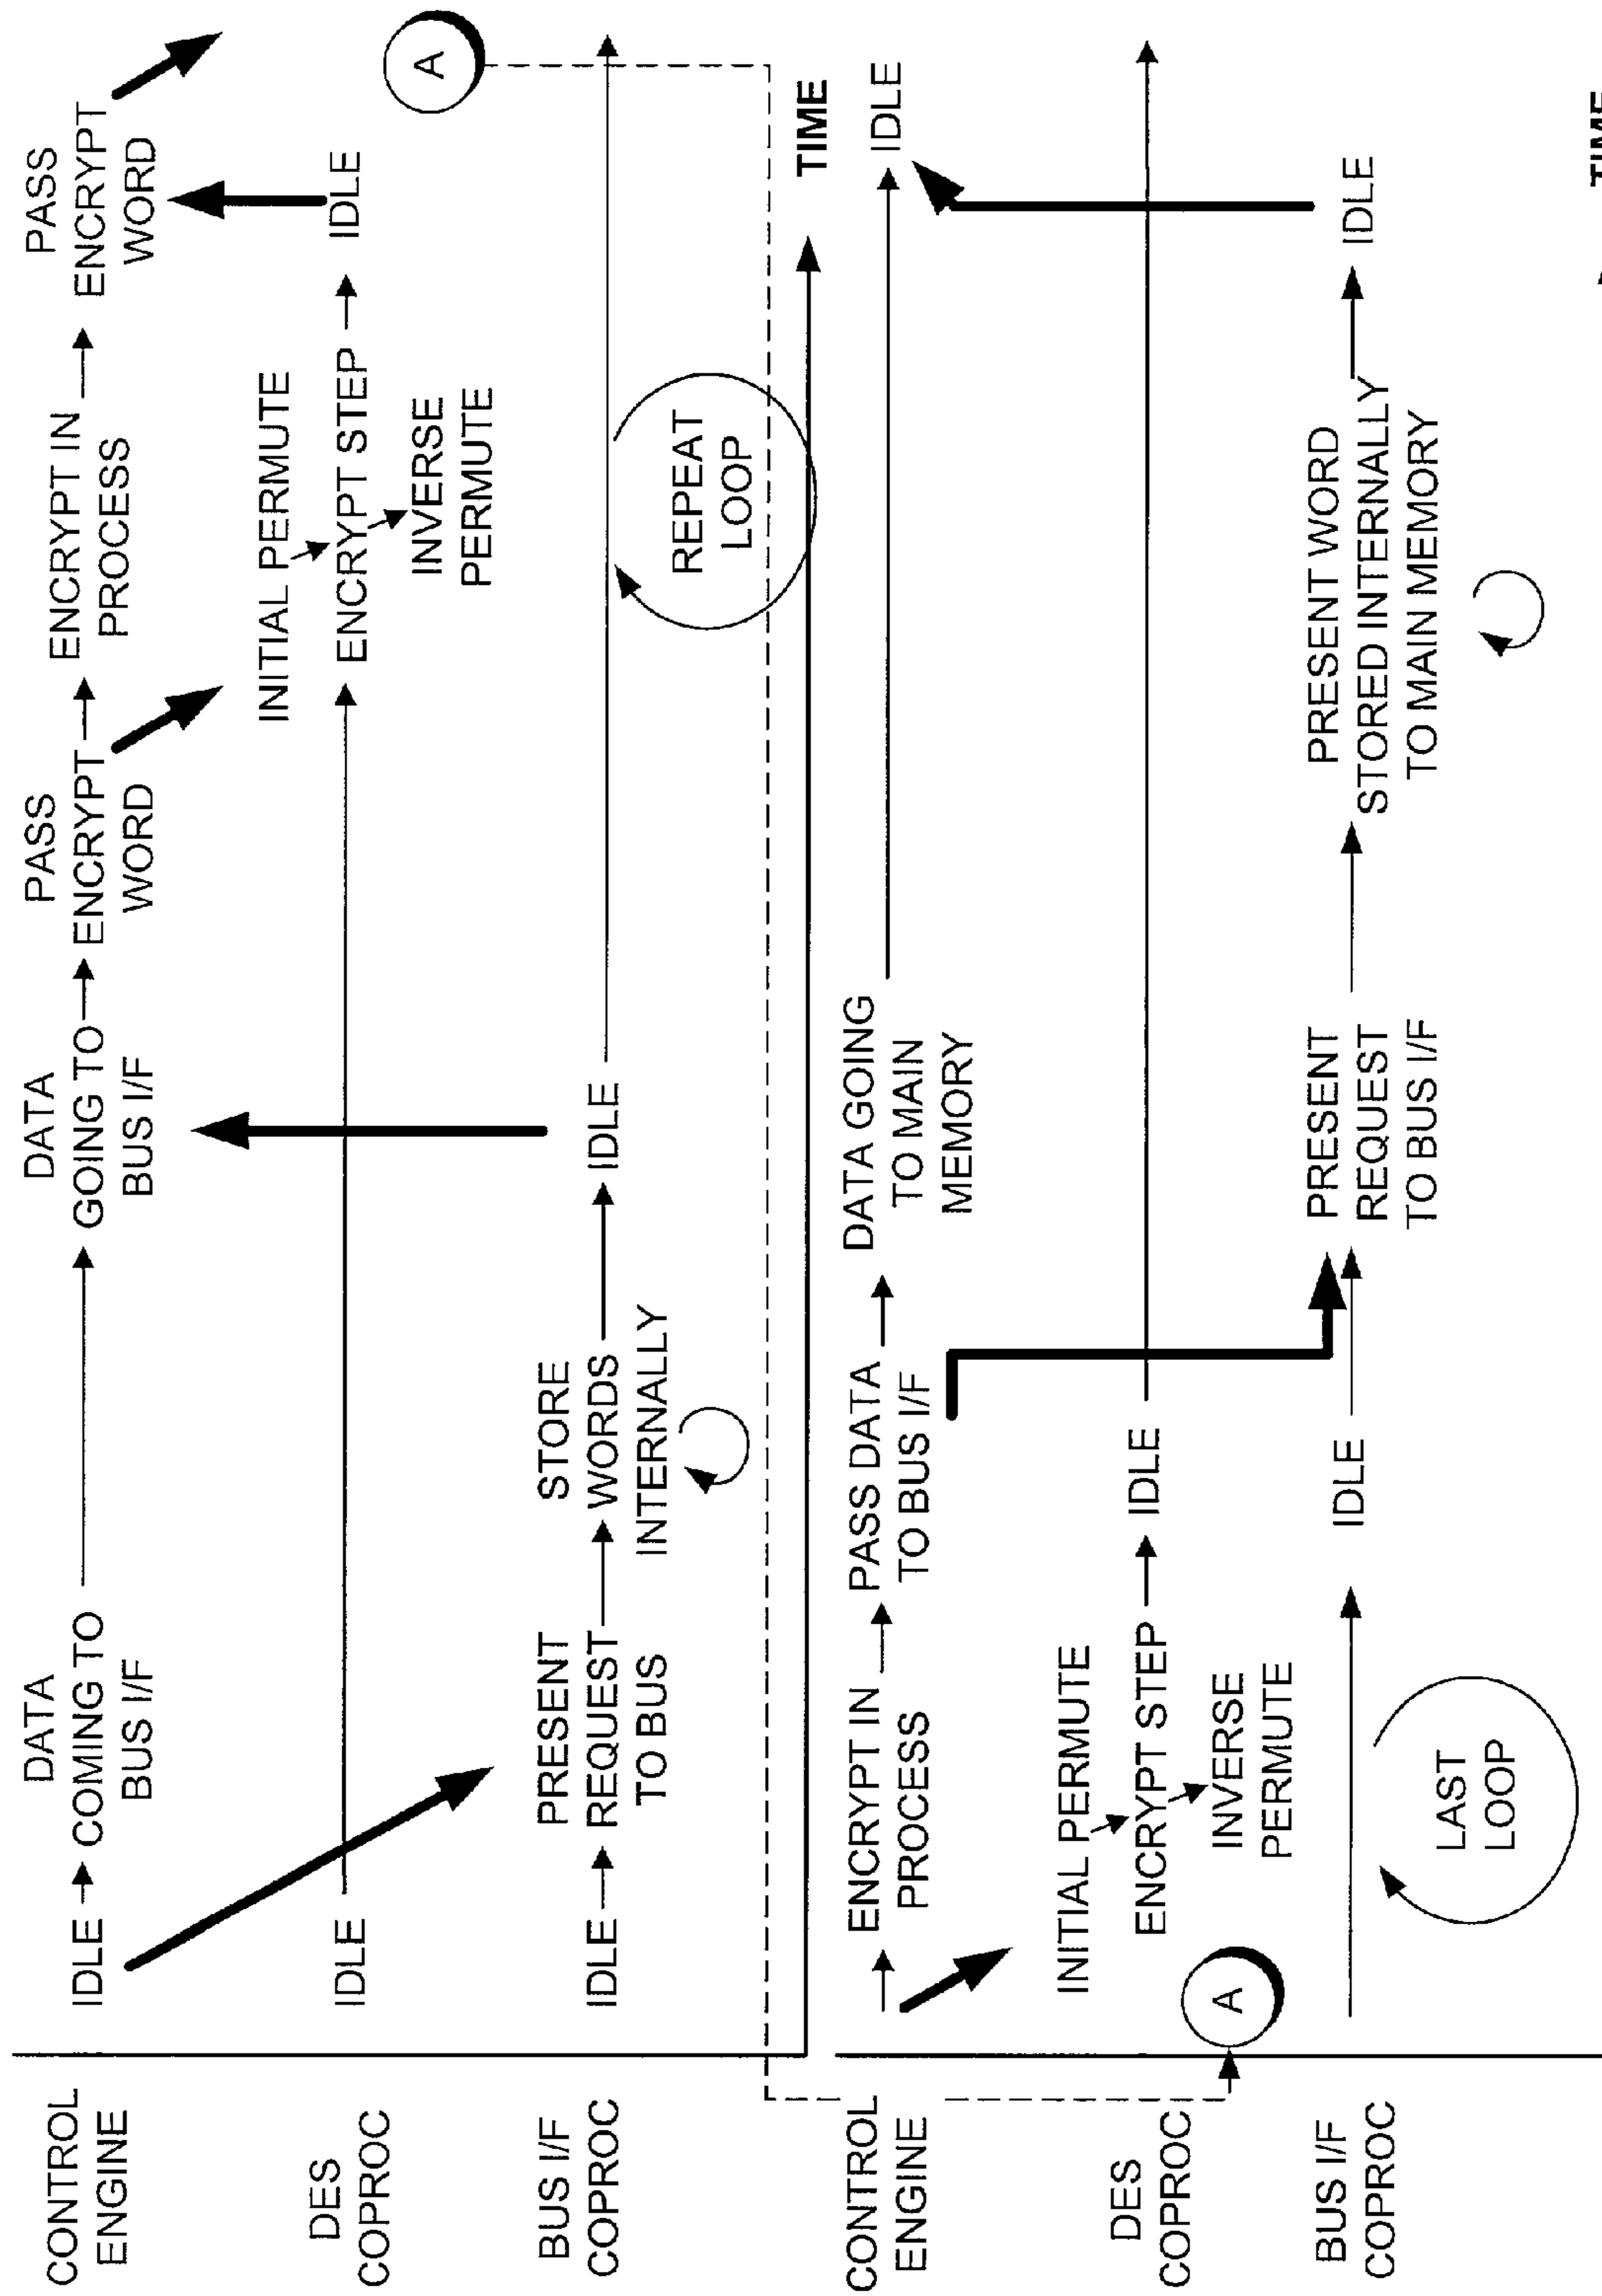 CONTROL
ENGINE
IDLE
DATA
COMING TO
BUS I/F
DATA
GOING TO
BUS I/F
PASS
ENCRYPT
WORD
ENCRYPT IN
PROCESS
PASS
ENCRYPT
WORD
DES
COPROC
IDLE
INITIAL PERMUTE
ENCRYPT STEP
INVERSE
PERMUTE
IDLE
A
BUS I/F
COPROC
IDLE
PRESENT
REQUEST
TO BUS
STORE
WORDS
INTERNALLY
IDLE
REPEAT
LOOP
TIME
CONTROL
ENGINE
ENCRYPT IN
PROCESS
PASS DATA
TO BUS I/F
DATA GOING
TO MAIN
MEMORY
IDLE
DES
COPROC
A
INITIAL PERMUTE
ENCRYPT STEP
INVERSE
PERMUTE
IDLE
BUS I/F
COPROC
LAST
LOOP
IDLE
PRESENT
REQUEST
TO BUS I/F
PRESENT WORD
STORED INTERNALLY
TO MAIN MEMORY
IDLE
TIME